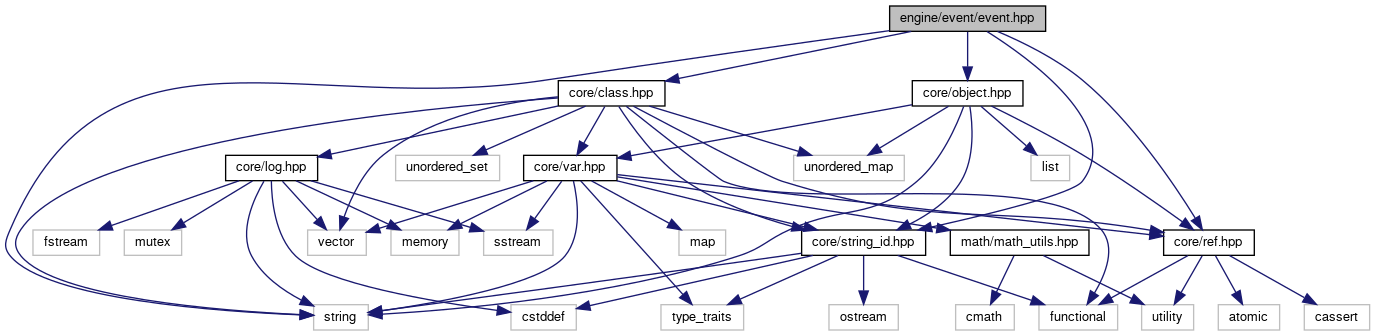 engine/event/event.hpp
core/class.hpp
core/object.hpp
core/log.hpp
unordered_set
core/var.hpp
unordered_map
list
fstream
mutex
vector
memory
sstream
map
core/string_id.hpp
math/math_utils.hpp
core/ref.hpp
string
cstddef
type_traits
ostream
cmath
functional
utility
atomic
cassert